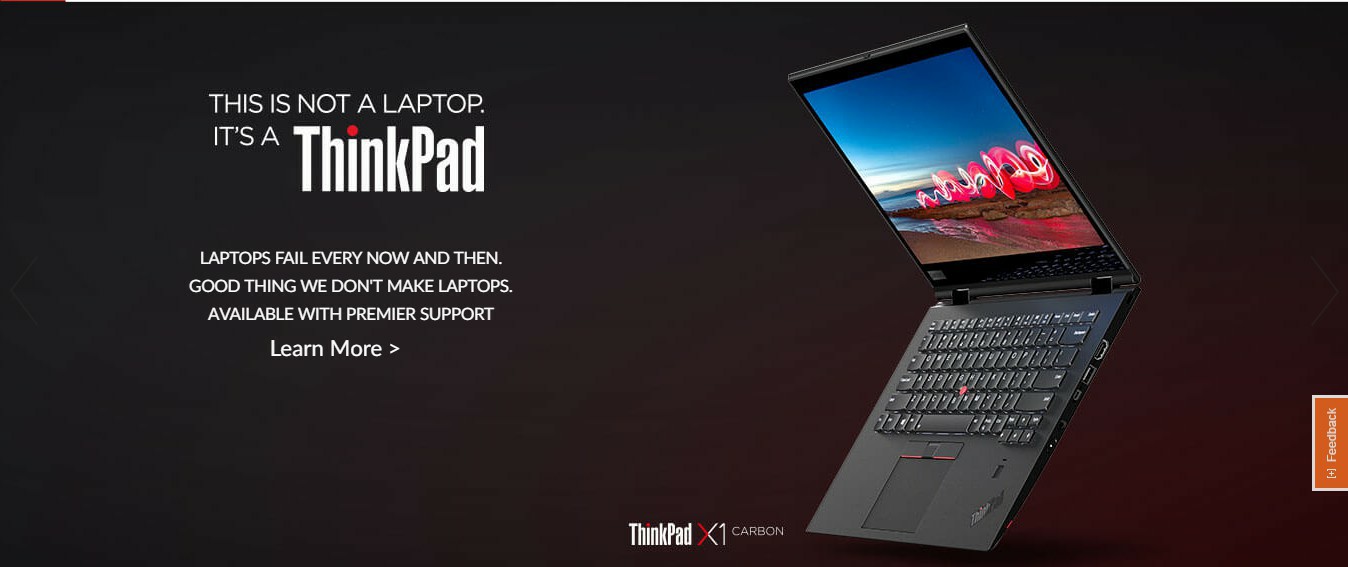 THIS IS NOT A LAPTOP.
IT'S A ThinkPad
LAPTOPS FAIL EVERY NOW AND THEN.
GOOD THING WE DON'T MAKE LAPTOPS.
AVAILABLE WITH PREMIER SUPPORT
Learn More >
[+] Feedback
ThinkPad
ThinkPad X1 CARBON